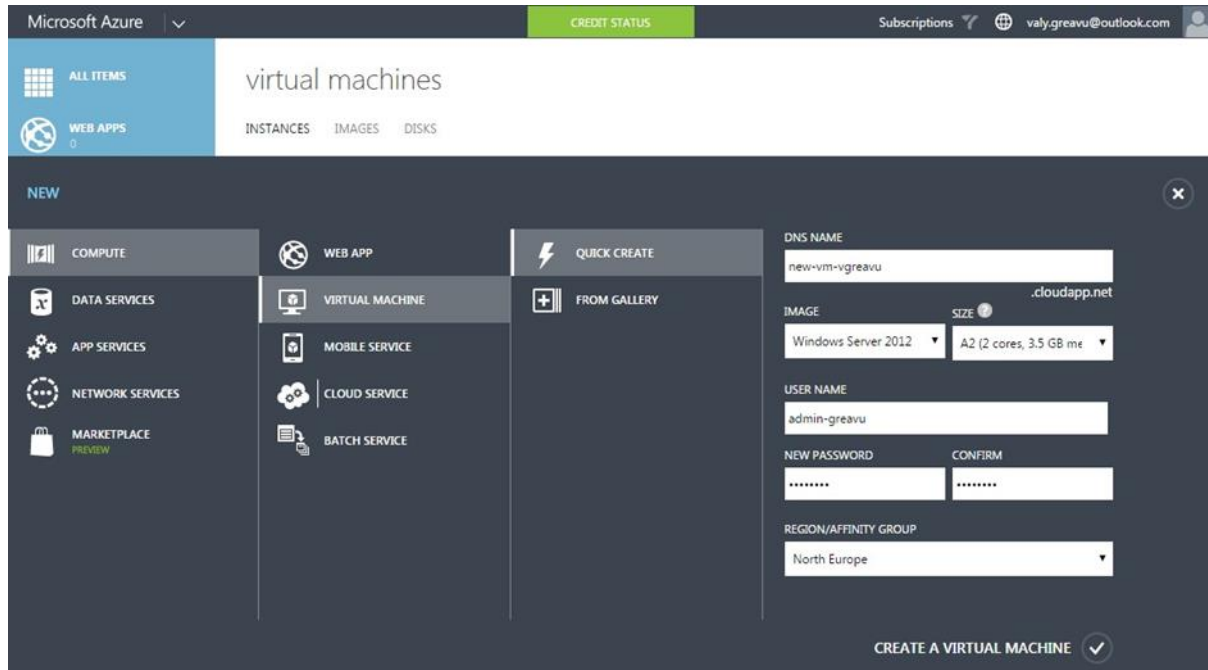 Microsoft Azure
CREDIT STATUS
Subscriptions
valy.greavu@outlook.com
ALL ITEMS
WEB APPS
0
virtual machines
INSTANCES IMAGES DISKS
NEW
COMPUTE
DATA SERVICES
APP SERVICES
NETWORK SERVICES
MARKETPLACE
PREVIEW
WEB APP
VIRTUAL MACHINE
MOBILE SERVICE
CLOUD SERVICE
BATCH SERVICE
QUICK CREATE
FROM GALLERY
DNS NAME
new-vm-vgreavu
.cloudapp.net
IMAGE SIZE ?
Windows Server 2012 A2 (2 cores, 3.5 GB me
USER NAME
admin-greavu
NEW PASSWORD CONFIRM
•••••••• ••••••••
REGION/AFFINITY GROUP
North Europe
CREATE A VIRTUAL MACHINE